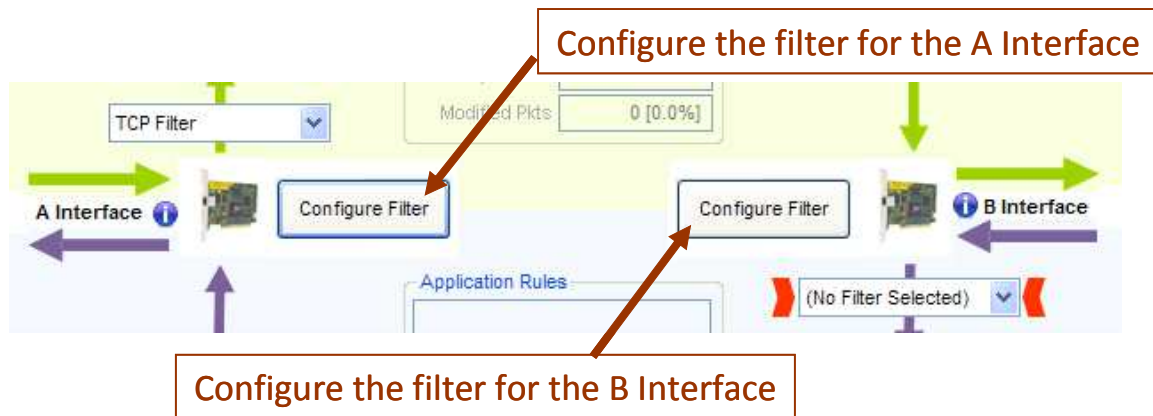 Configure the filter for the A Interface
TCP Filter
Modified Pkts
0 [0.0%]
A Interface
Configure Filter
Configure Filter
B Interface
Application Rules
(No Filter Selected)
Configure the filter for the B Interface